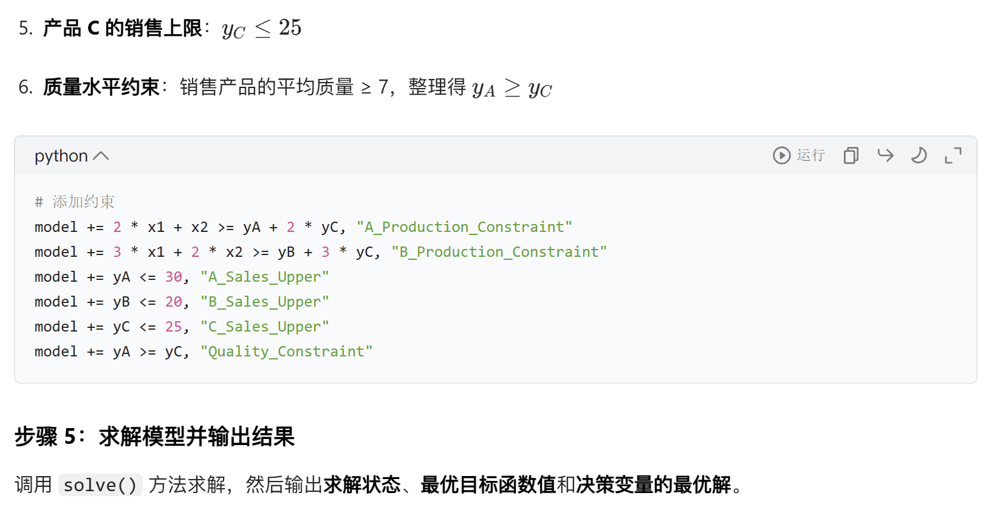 5. 产品 C 的销售上限： y_C ≤ 25
6. 质量水平约束： 销售产品的平均质量 ≥ 7，整理得 y_A ≥ y_C
python
运行
# 添加约束
model += 2 * x1 + x2 >= yA + 2 * yC, "A_Production_Constraint"
model += 3 * x1 + 2 * x2 >= yB + 3 * yC, "B_Production_Constraint"
model += yA <= 30, "A_Sales_Upper"
model += yB <= 20, "B_Sales_Upper"
model += yC <= 25, "C_Sales_Upper"
model += yA >= yC, "Quality_Constraint"
步骤 5：求解模型并输出结果
调用 solve() 方法求解，然后输出求解状态、最优目标函数值和决策变量的最优解。